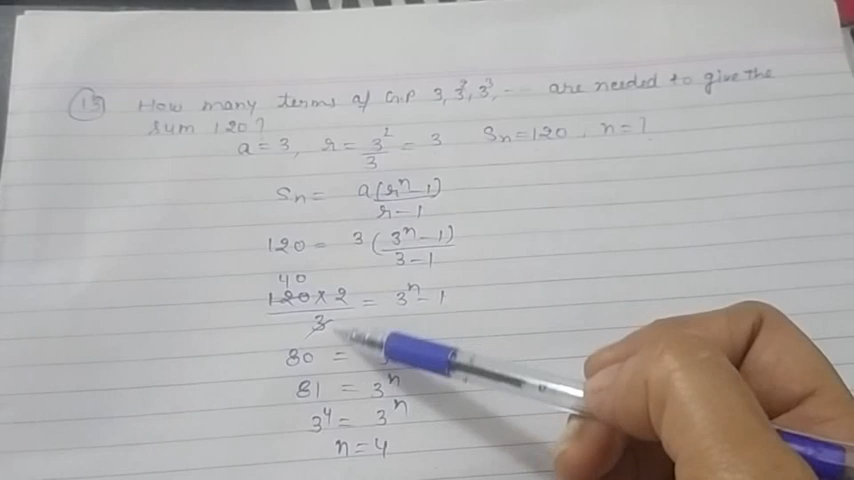 (13) How many terms of G.P 3, 3², 3³, ... are needed to give the
sum 120?
a = 3, r = 3²/3 = 3 Sn = 120, n = ?
Sn = a(rⁿ-1)/r-1
120 = 3(3ⁿ-1)/3-1
40
120 × 2/3 = 3ⁿ-1
80 =
81 = 3ⁿ
3⁴ = 3ⁿ
n = 4